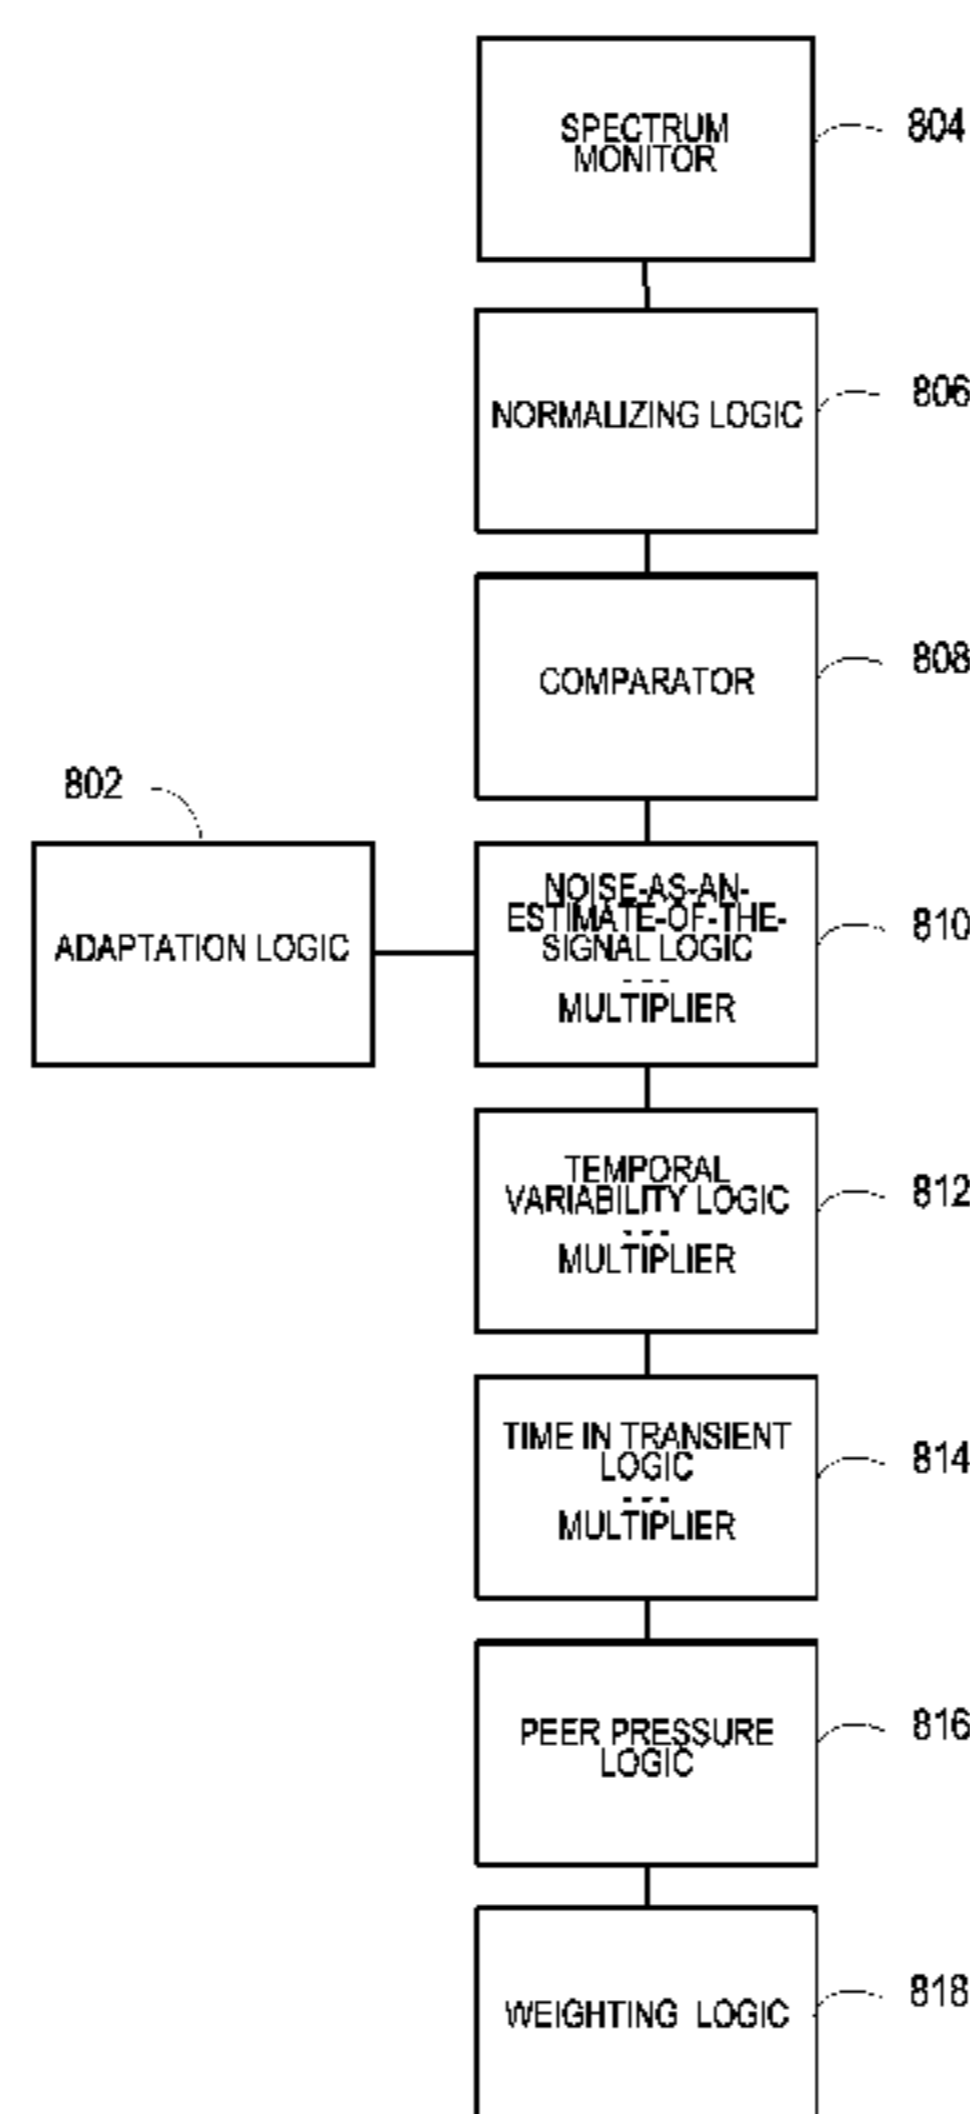 SPECTRUM
MONITOR
804
NORMALIZING LOGIC
806
COMPARATOR
808
802
ADAPTATION LOGIC
NOISE-AS-AN-
ESTIMATE-OF-THE-
SIGNAL LOGIC
---
MULTIPLIER
810
TEMPORAL
VARIABILITY LOGIC
---
MULTIPLIER
812
TIME IN TRANSIENT
LOGIC
---
MULTIPLIER
814
PEER PRESSURE
LOGIC
816
WEIGHTING LOGIC
818